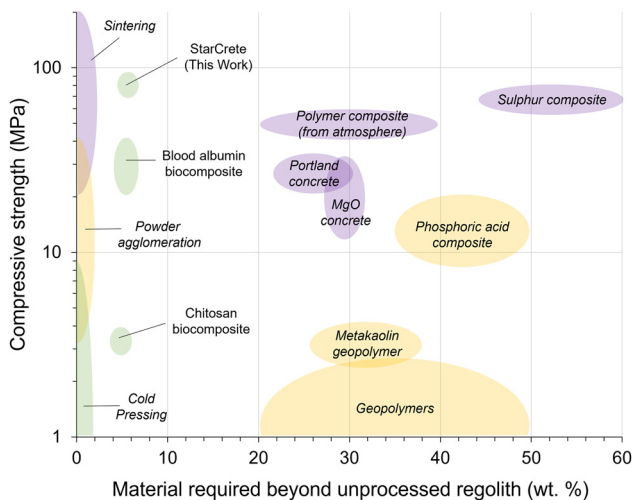 Sintering
StarCrete
(This Work)
Sulphur composite
100
Polymer composite
(from atmosphere)
Blood albumin
biocomposite
Portland
concrete
MgO
concrete
Powder
agglomeration
Phosphoric acid
composite
10
Chitosan
biocomposite
Metakaolin
geopolymer
Cold
Pressing
Geopolymers
1
0
10
20
30
40
50
60
Compressive strength (MPa)
Material required beyond unprocessed regolith (wt. %)